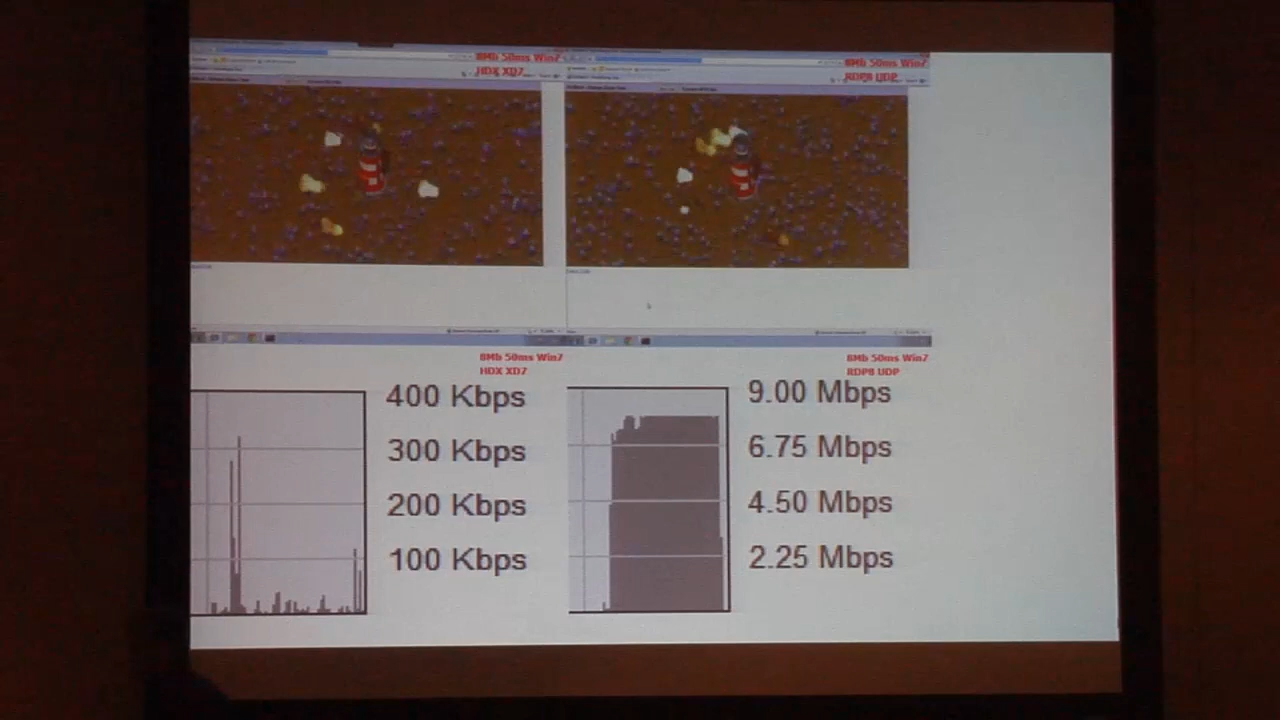 8Mb 50ms Win7
HDX XD7
8Mb 50ms Win7
RDP8 UDP
8Mb 50ms Win7
HDX XD7
8Mb 50ms Win7
RDP8 UDP
400 Kbps
300 Kbps
200 Kbps
100 Kbps
9.00 Mbps
6.75 Mbps
4.50 Mbps
2.25 Mbps